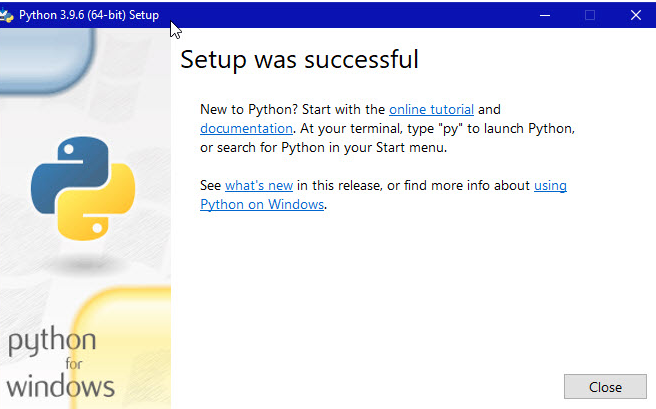 Python 3.9.6 (64-bit) Setup
Setup was successful
New to Python? Start with the online tutorial and
documentation. At your terminal, type "py" to launch Python,
or search for Python in your Start menu.
See what's new in this release, or find more info about using
Python on Windows.
python
for
windows
Close